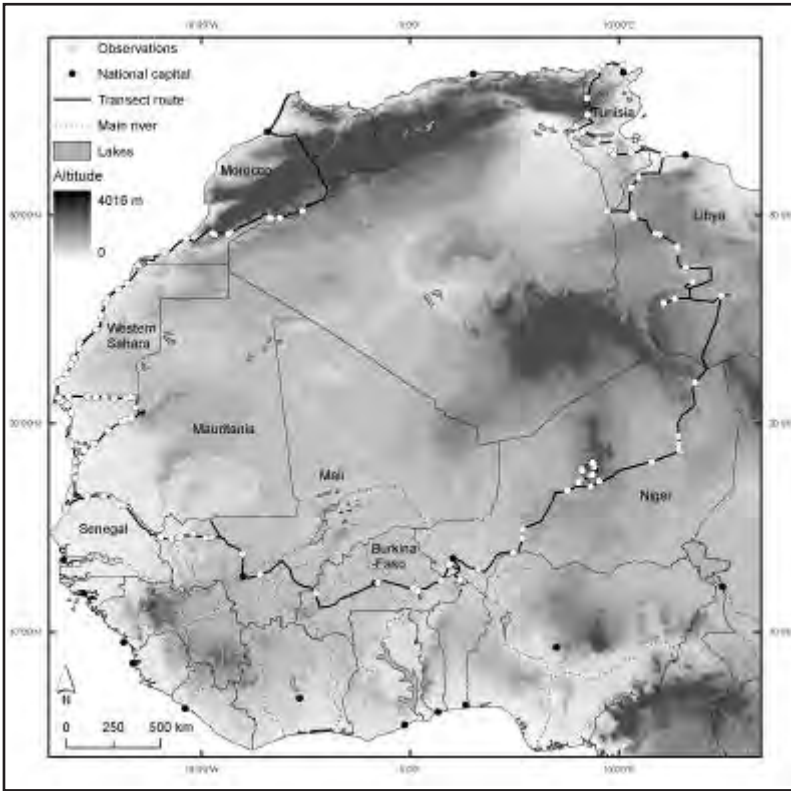 Observations
National capital
Transect route
Main river
Lakes
Altitude
4016 m
0
Tunisia
Morocco
Libya
Western
Sahara
Mauritania
Mali
Niger
Senegal
Burkina
-Faso
N
0 250 500 km